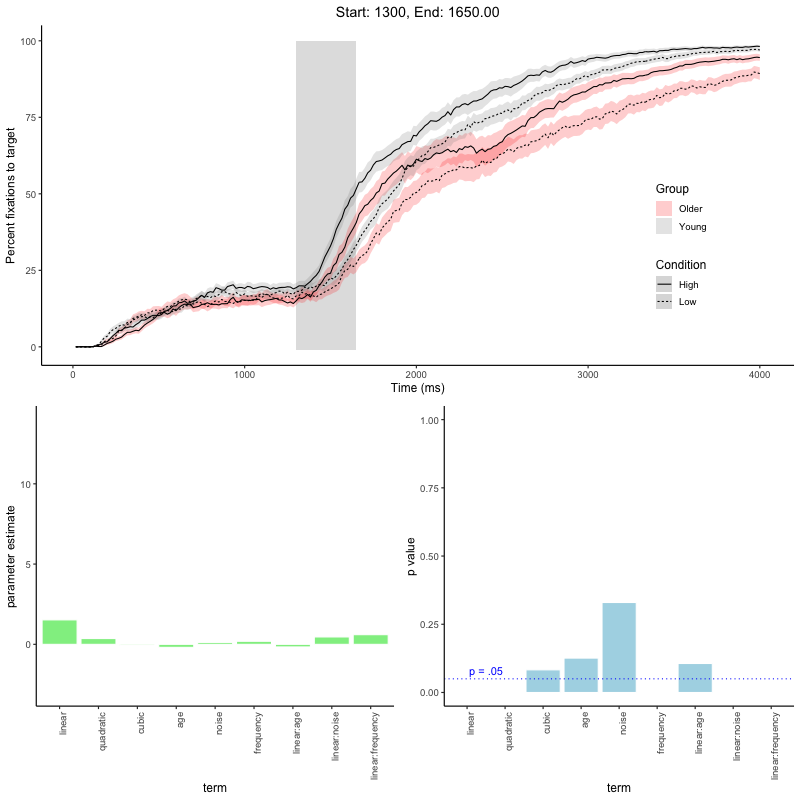 Start: 1300, End: 1650.00
Percent fixations to target
100
75
50
25
0
0
1000
2000
3000
4000
Time (ms)
Group
Older
Young
Condition
High
Low
parameter estimate
10
5
0
linear
quadratic
cubic
age
noise
frequency
linear:age
linear:noise
linear:frequency
term
p value
1.00
0.75
0.50
0.25
0.00
p = .05
linear
quadratic
cubic
age
noise
frequency
linear:age
linear:noise
linear:frequency
term